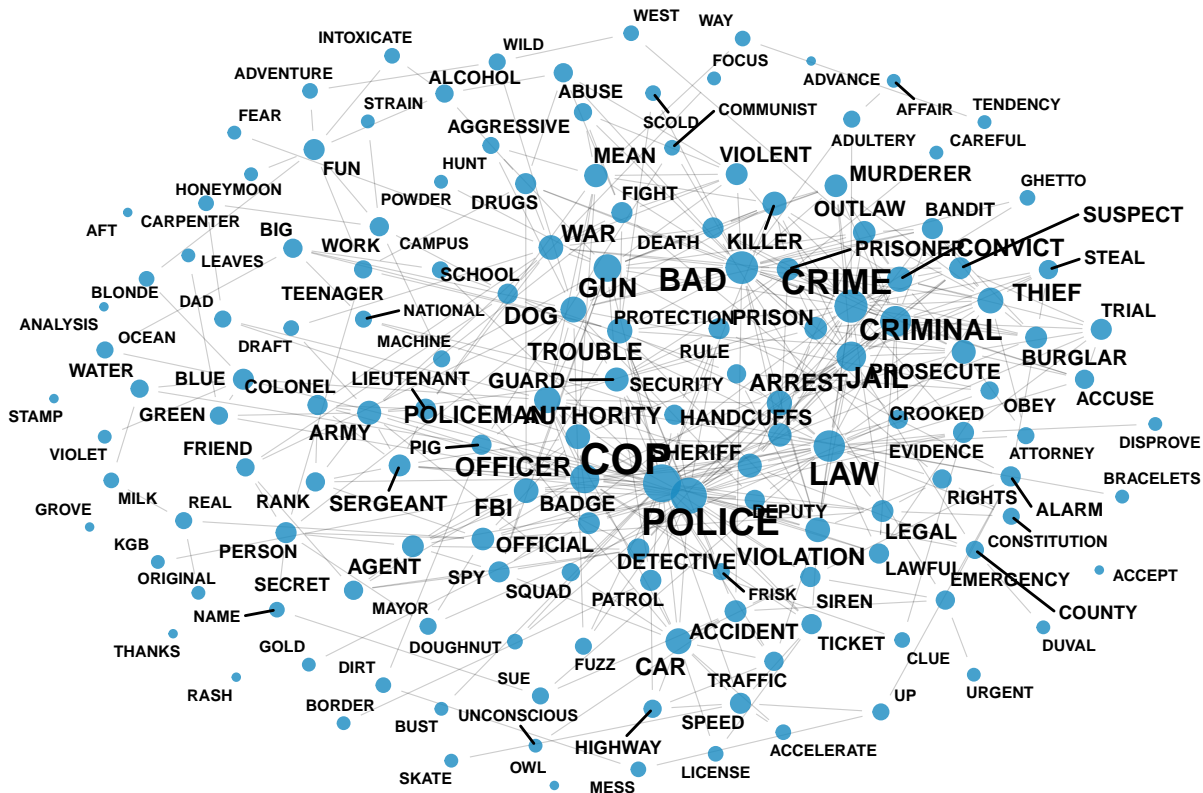 WEST
WAY
INTOXICATE
WILD
FOCUS
ADVENTURE
ALCOHOL
ABUSE
ADVANCE
STRAIN
COMMUNIST
AFFAIR
TENDENCY
FEAR
SCOLD
AGGRESSIVE
ADULTERY
CAREFUL
HUNT
MEAN
VIOLENT
FUN
MURDERER
GHETTO
HONEYMOON
POWDER
DRUGS
FIGHT
OUTLAW
BANDIT
SUSPECT
CARPENTER
AFT
BIG
WAR
DEATH
KILLER
PRISONER
CONVICT
WORK
CAMPUS
STEAL
LEAVES
SCHOOL
GUN
BAD
CRIME
BLONDE
TEENAGER
THIEF
DAD
NATIONAL
DOG
PROTECTION
PRISON
TRIAL
ANALYSIS
OCEAN
CRIMINAL
DRAFT
MACHINE
TROUBLE
RULE
BURGLAR
WATER
BLUE
COLONEL
LIEUTENANT
GUARD
SECURITY
ARREST
JAIL
PROSECUTE
OBEY
ACCUSE
STAMP
GREEN
POLICEMAN
AUTHORITY
HANDCUFFS
CROOKED
ARMY
DISPROVE
VIOLET
FRIEND
PIG
OFFICER
COP
SHERIFF
EVIDENCE
ATTORNEY
LAW
BRACELETS
MILK
REAL
RANK
SERGEANT
FBI
BADGE
DEPUTY
RIGHTS
ALARM
GROVE
POLICE
LEGAL
CONSTITUTION
KGB
PERSON
OFFICIAL
DETECTIVE
VIOLATION
ORIGINAL
AGENT
LAWFUL
EMERGENCY
ACCEPT
SECRET
SPY
SQUAD
PATROL
FRISK
SIREN
NAME
MAYOR
COUNTY
THANKS
GOLD
DOUGHNUT
ACCIDENT
TICKET
CLUE
DUVAL
DIRT
FUZZ
CAR
RASH
SUE
TRAFFIC
UP
URGENT
BORDER
BUST
UNCONSCIOUS
SPEED
HIGHWAY
ACCELERATE
OWL
SKATE
MESS
LICENSE